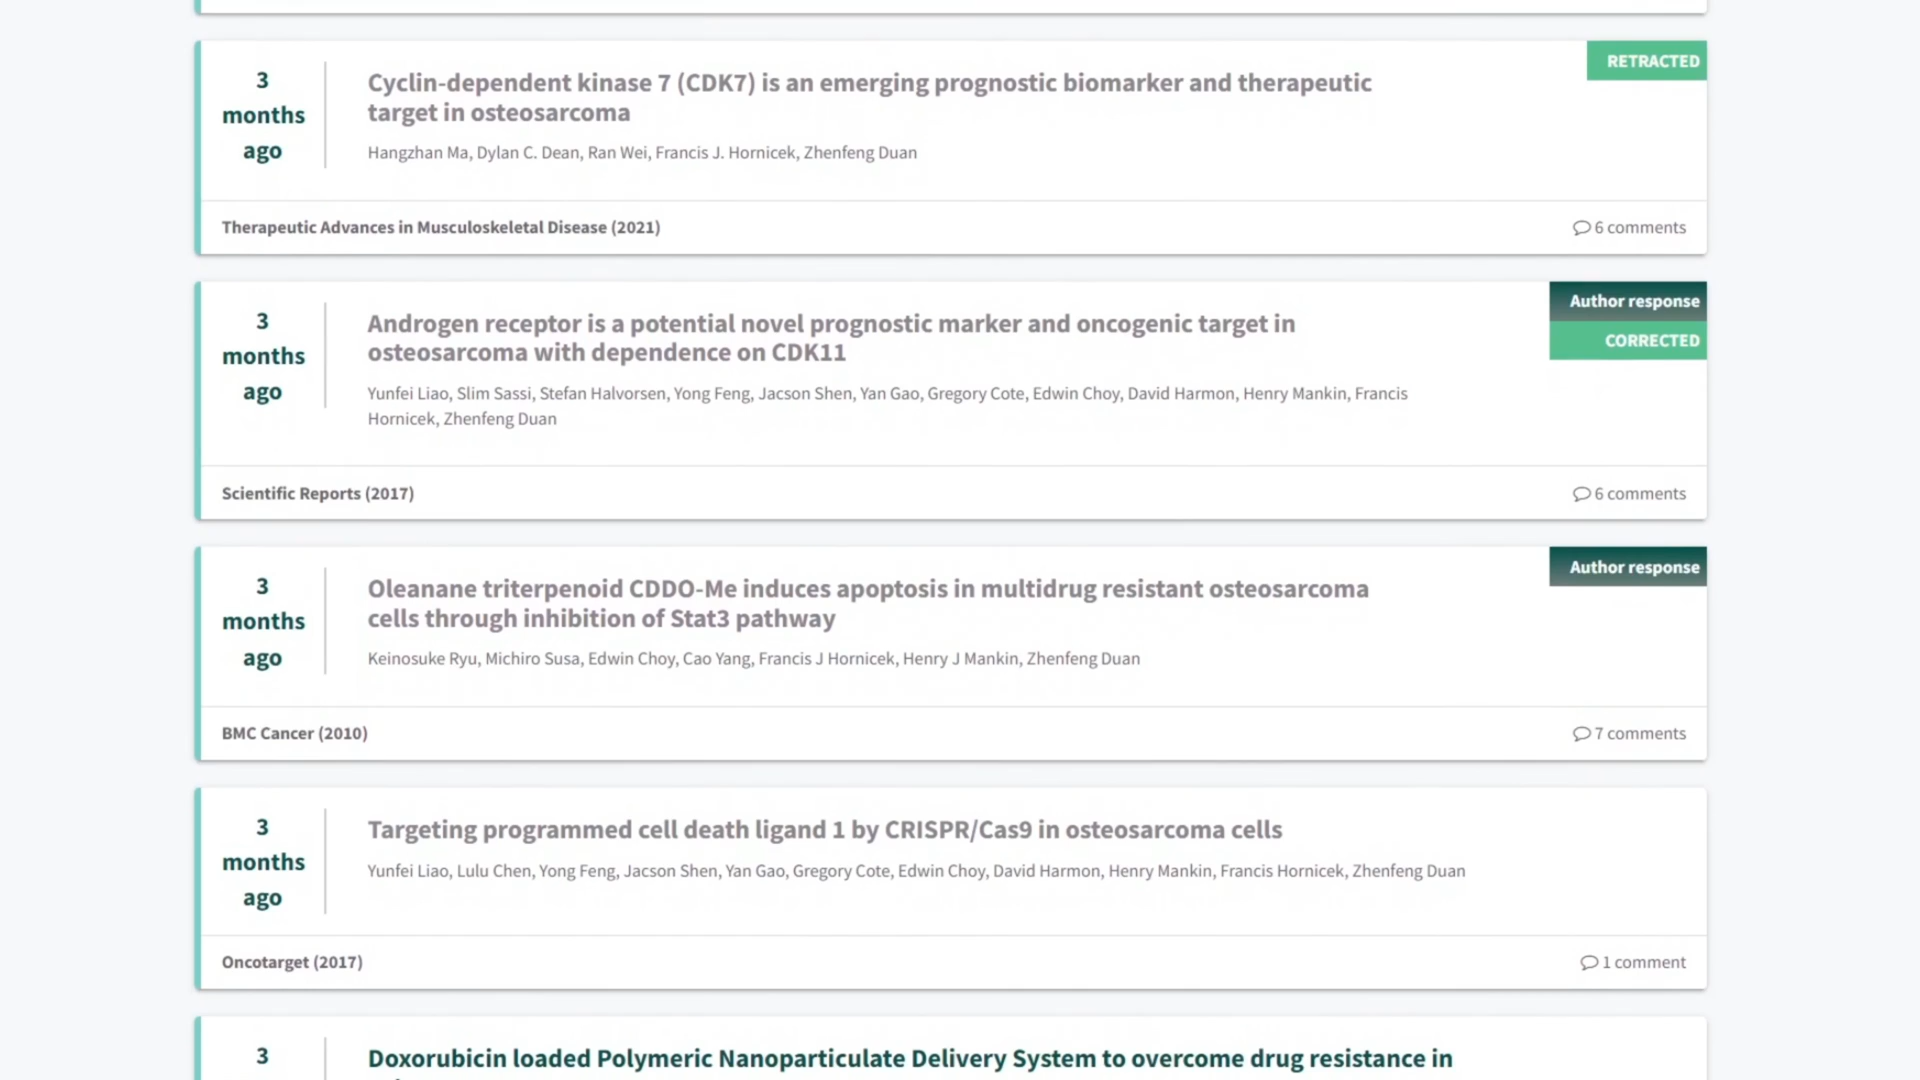 3
months
ago
Cyclin-dependent kinase 7 (CDK7) is an emerging prognostic biomarker and therapeutic
target in osteosarcoma
Hangzhan Ma, Dylan C. Dean, Ran Wei, Francis J. Hornicek, Zhenfeng Duan
RETRACTED
Therapeutic Advances in Musculoskeletal Disease (2021)
6 comments
3
months
ago
Androgen receptor is a potential novel prognostic marker and oncogenic target in
osteosarcoma with dependence on CDK11
Yunfei Liao, Slim Sassi, Stefan Halvorsen, Yong Feng, Jacson Shen, Yan Gao, Gregory Cote, Edwin Choy, David Harmon, Henry Mankin, Francis
Hornicek, Zhenfeng Duan
Author response
CORRECTED
Scientific Reports (2017)
6 comments
3
months
ago
Oleanane triterpenoid CDDO-Me induces apoptosis in multidrug resistant osteosarcoma
cells through inhibition of Stat3 pathway
Keinosuke Ryu, Michiro Susa, Edwin Choy, Cao Yang, Francis J Hornicek, Henry J Mankin, Zhenfeng Duan
Author response
BMC Cancer (2010)
7 comments
3
months
ago
Targeting programmed cell death ligand 1 by CRISPR/Cas9 in osteosarcoma cells
Yunfei Liao, Lulu Chen, Yong Feng, Jacson Shen, Yan Gao, Gregory Cote, Edwin Choy, David Harmon, Henry Mankin, Francis Hornicek, Zhenfeng Duan
Oncotarget (2017)
1 comment
3
Doxorubicin loaded Polymeric Nanoparticulate Delivery System to overcome drug resistance in